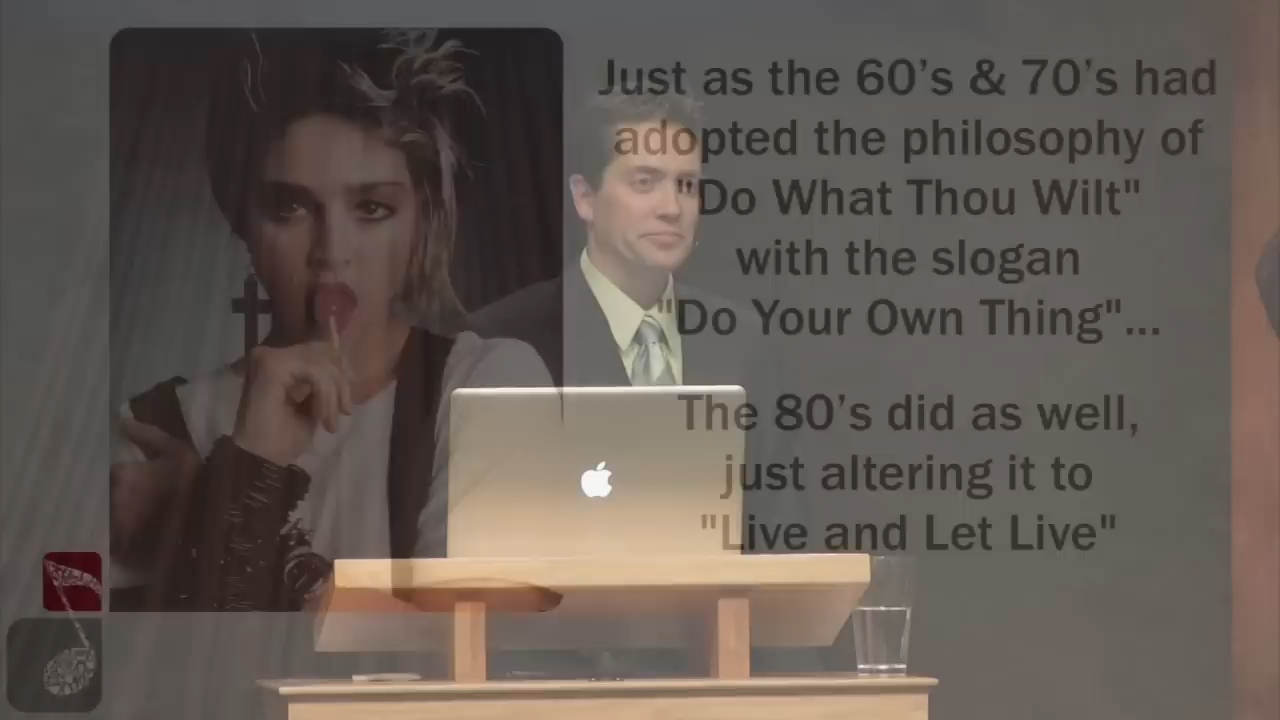 Just as the 60's & 70's had
adopted the philosophy of
"Do What Thou Wilt"
with the slogan
"Do Your Own Thing"...
The 80's did as well,
just altering it to
"Live and Let Live"